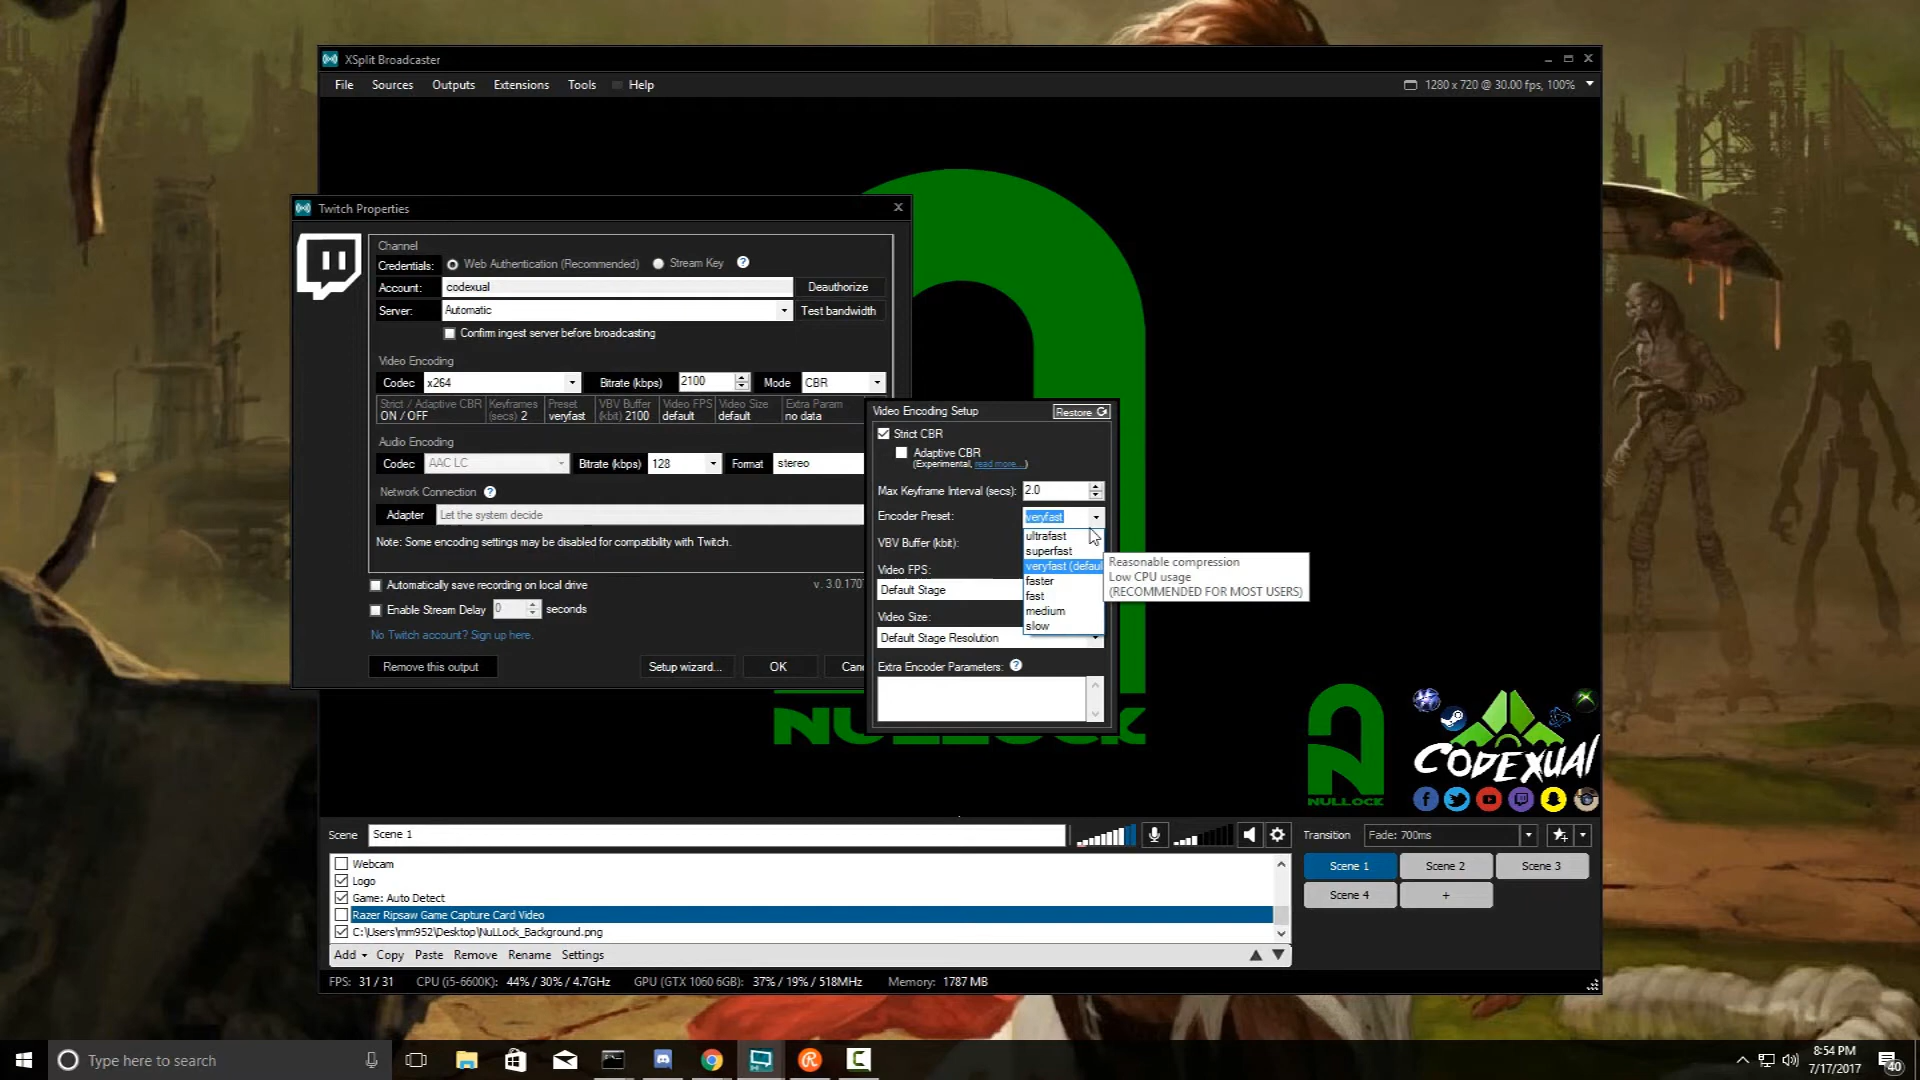 XSplit Broadcaster
File Sources Outputs Extensions Tools Help
1280 x 720 @ 30.00 fps, 100%
Twitch Properties
Channel
Credentials: Web Authentication (Recommended) Stream Key
Account: codexual Deauthorize
Server: Automatic Test bandwidth
Confirm ingest server before broadcasting
Video Encoding
Codec x264 Bitrate (kbps) 2100 Mode CBR
Strict / Adaptive CBR Keyframes Preset VBV Buffer Video FPS Video Size Extra Param
ON / OFF (secs) 2 veryfast (kbit) 2100 default default no data
Audio Encoding
Codec AAC LC Bitrate (kbps) 128 Format stereo
Network Connection
Adapter Let the system decide
Note: Some encoding settings may be disabled for compatibility with Twitch.
Automatically save recording on local drive
v. 3.0.170
Enable Stream Delay 0 seconds
No Twitch account? Sign up here.
Remove this output Setup wizard... OK Canc
Video Encoding Setup Restore
Strict CBR
Adaptive CBR
(Experimental, read more...)
Max Keyframe Interval (secs): 2.0
Encoder Preset: veryfast
ultrafast
VBV Buffer (kbit):
superfast
veryfast (defaul
Video FPS:
faster
Default Stage
fast
medium
Video Size:
slow
Default Stage Resolution
Extra Encoder Parameters:
Reasonable compression
Low CPU usage
(RECOMMENDED FOR MOST USERS)
NULLOCK
NULLOCK
CODEXUAL
Scene Scene 1
Webcam
Logo
Game: Auto Detect
Razer Ripsaw Game Capture Card Video
C:\Users\mm952\Desktop\NuLLock_Background.png
Add Copy Paste Remove Rename Settings
Transition Fade: 700ms
Scene 1 Scene 2 Scene 3
Scene 4 +
FPS: 31 / 31 CPU (i5-6600K): 44% / 30% / 4.7GHz GPU (GTX 1060 6GB): 37% / 19% / 518MHz Memory: 1787 MB
Type here to search
8:54 PM
7/17/2017
40